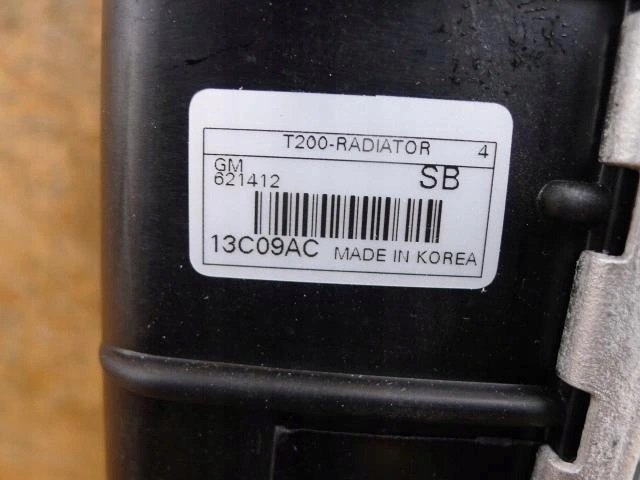 T200-RADIATOR 4
GM
621412 SB
13C09AC MADE IN KOREA